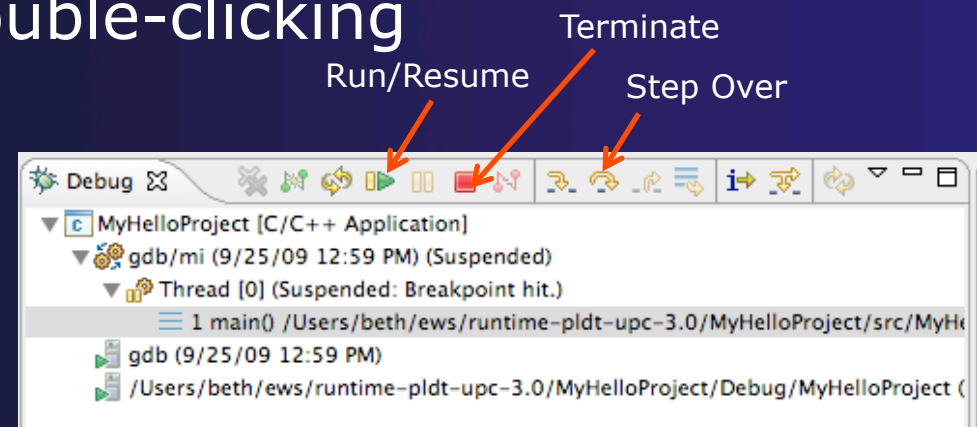 ouble-clicking
Terminate
Run/Resume
Step Over
Debug
MyHelloProject [C/C++ Application]
gdb/mi (9/25/09 12:59 PM) (Suspended)
Thread [0] (Suspended: Breakpoint hit.)
1 main() /Users/beth/ews/runtime-pldt-upc-3.0/MyHelloProject/src/MyHe
gdb (9/25/09 12:59 PM)
/Users/beth/ews/runtime-pldt-upc-3.0/MyHelloProject/Debug/MyHelloProject (